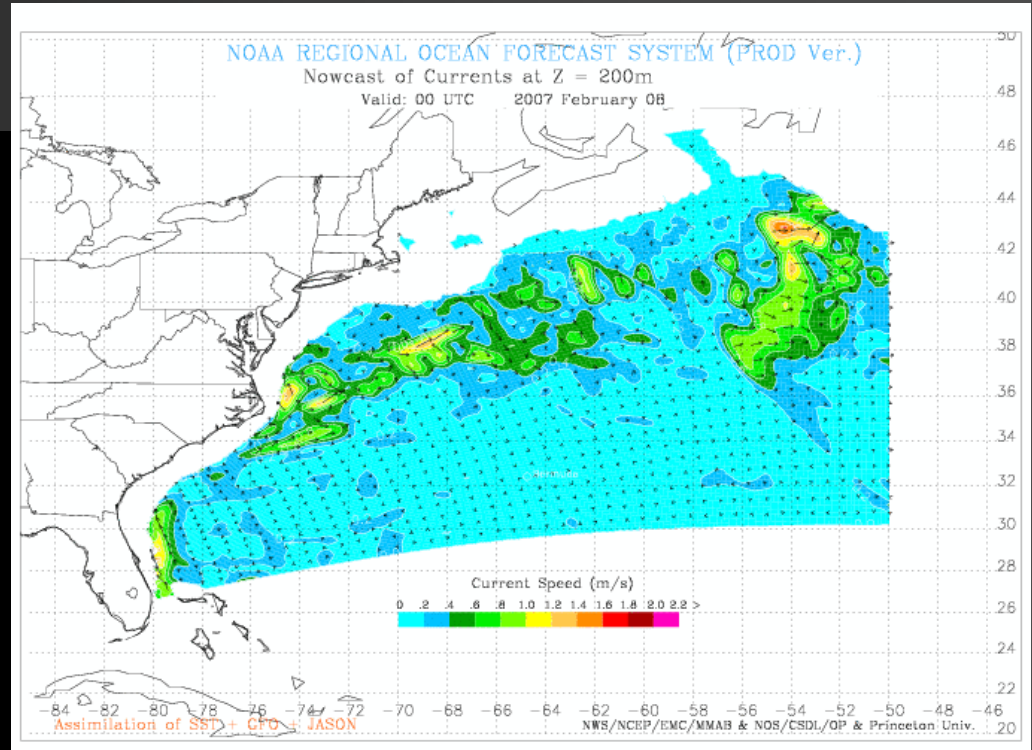 NOAA REGIONAL OCEAN FORECAST SYSTEM (PROD Ver.)
Nowcast of Currents at Z = 200m
Valid: 00 UTC 2007 February 08
50
48
46
44
42
40
38
36
34
Bermuda
32
30
28
Current Speed (m/s)
0 .2 .4 .6 .8 1.0 1.2 1.4 1.6 1.8 2.0 2.2 >
26
24
22
-84 -82 -80 -78 -76 -74 -72 -70 -68 -66 -64 -62 -60 -58 -56 -54 -52 -50 -48 -46
Assimilation of SST + GFO + JASON NWS/NCEP/EMC/MMAB & NOS/CSDL/OP & Princeton Univ.
20